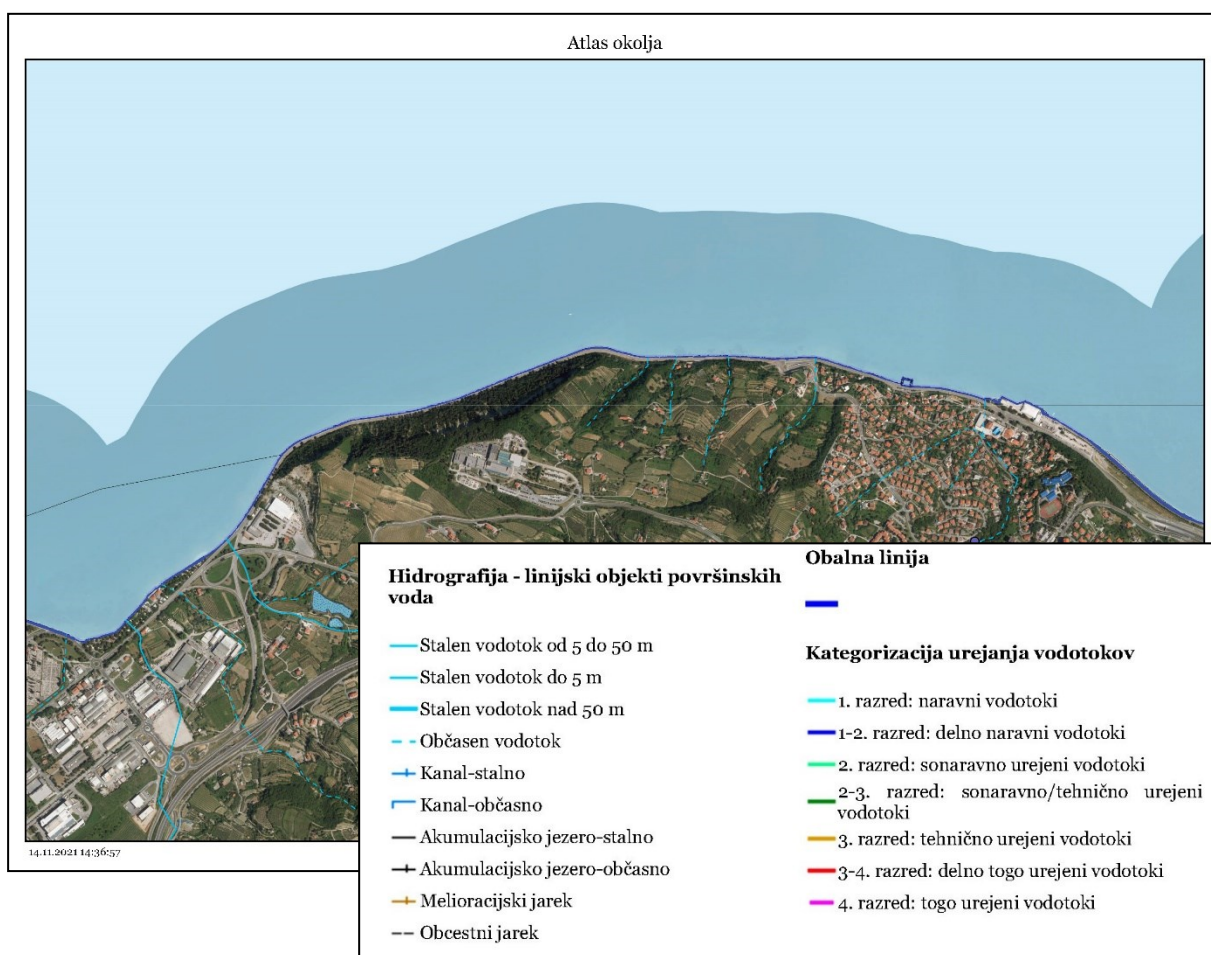 Atlas okolja
14.11.2021 14:36:57
Hidrografija - linijski objekti površinskih
voda
Stalen vodotok od 5 do 50 m
Stalen vodotok do 5 m
Stalen vodotok nad 50 m
Občasen vodotok
Kanal-stalno
Kanal-občasno
Akumulacijsko jezero-stalno
Akumulacijsko jezero-občasno
Melioracijski jarek
Obcestni jarek
Obalna linija
Kategorizacija urejanja vodotokov
1. razred: naravni vodotoki
1-2. razred: delno naravni vodotoki
2. razred: sonaravno urejeni vodotoki
2-3. razred: sonaravno/tehnično urejeni
vodotoki
3. razred: tehnično urejeni vodotoki
3-4. razred: delno togo urejeni vodotoki
4. razred: togo urejeni vodotoki